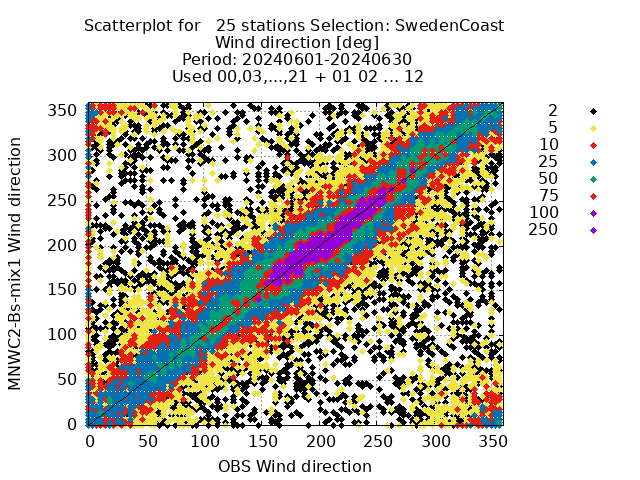 Scatterplot for   25 stations Selection: SwedenCoast
Wind direction [deg]
Period: 20240601-20240630
Used 00,03,...,21 + 01 02 ... 12
MNWC2-Bs-mix1 Wind direction
350
300
250
200
150
100
50
0
0 50 100 150 200 250 300 350
OBS Wind direction
2
5
10
25
50
75
100
250